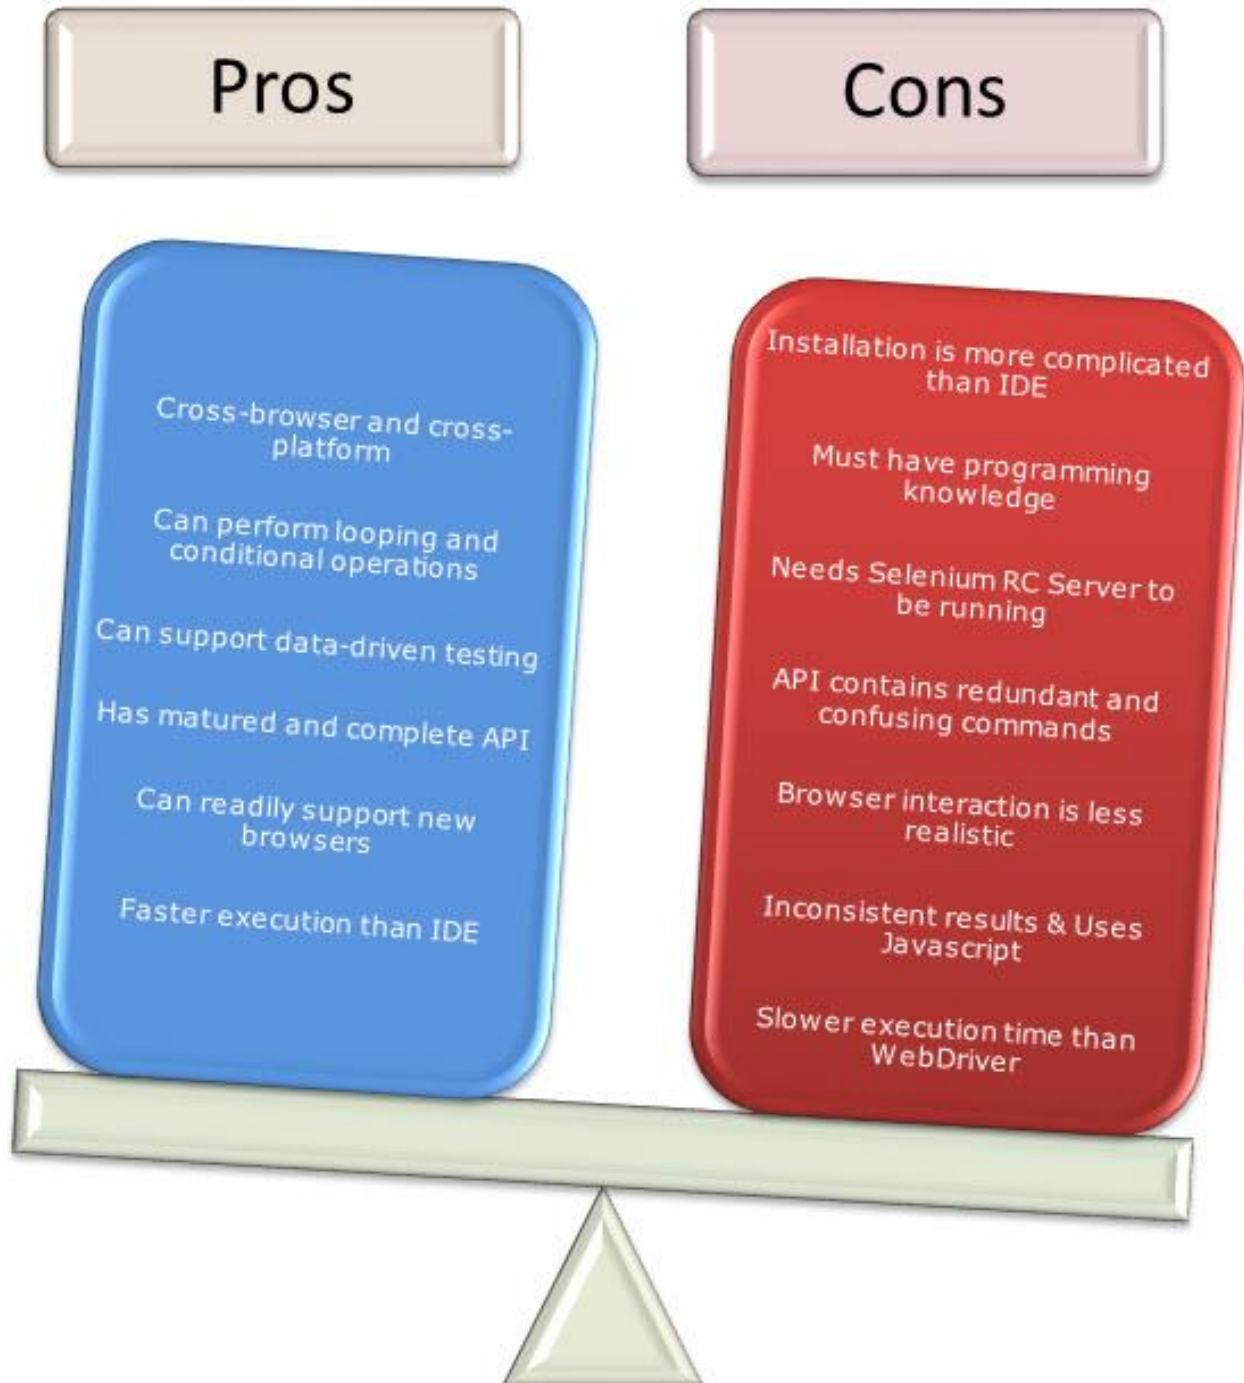 Pros
Cross-browser and cross-
platform
Can perform looping and
conditional operations
Can support data-driven testing
Has matured and complete API
Can readily support new
browsers
Faster execution than IDE
Cons
Installation is more complicated
than IDE
Must have programming
knowledge
Needs Selenium RC Server to
be running
API contains redundant and
confusing commands
Browser interaction is less
realistic
Inconsistent results & Uses
Javascript
Slower execution time than
WebDriver